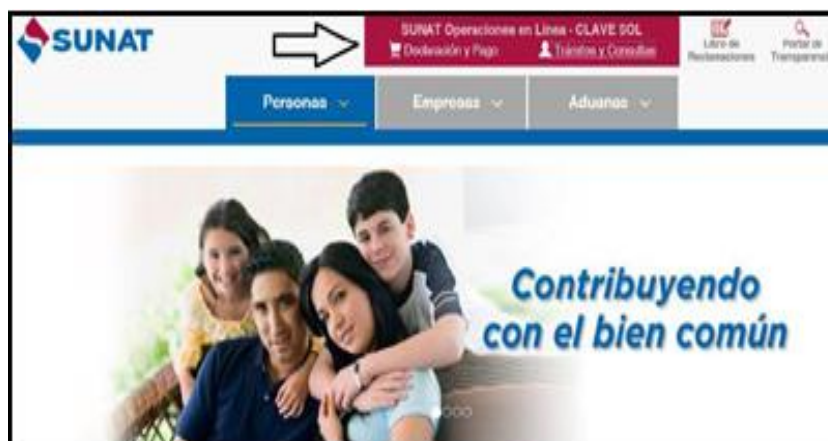 SUNAT
SUNAT Operaciones en Línea - CLAVE SOL
Declaración y Pago
Trámites y Consultas
Libro de
Reclamaciones
Portal de
Transparencia
Personas
Empresas
Aduanas
Contribuyendo
con el bien común